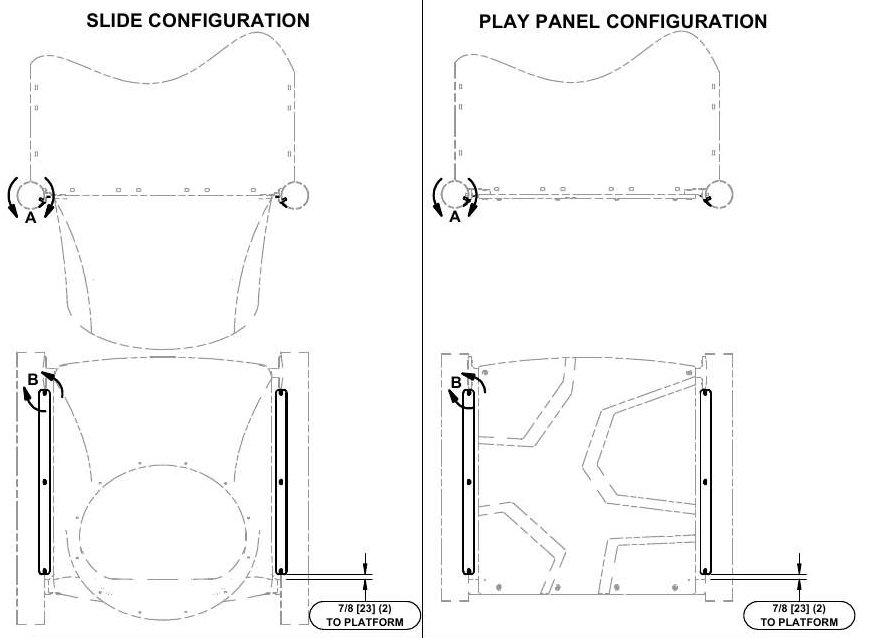 SLIDE CONFIGURATION
A
B
7/8 [23] (2)
TO PLATFORM
PLAY PANEL CONFIGURATION
A
B
7/8 [23] (2)
TO PLATFORM